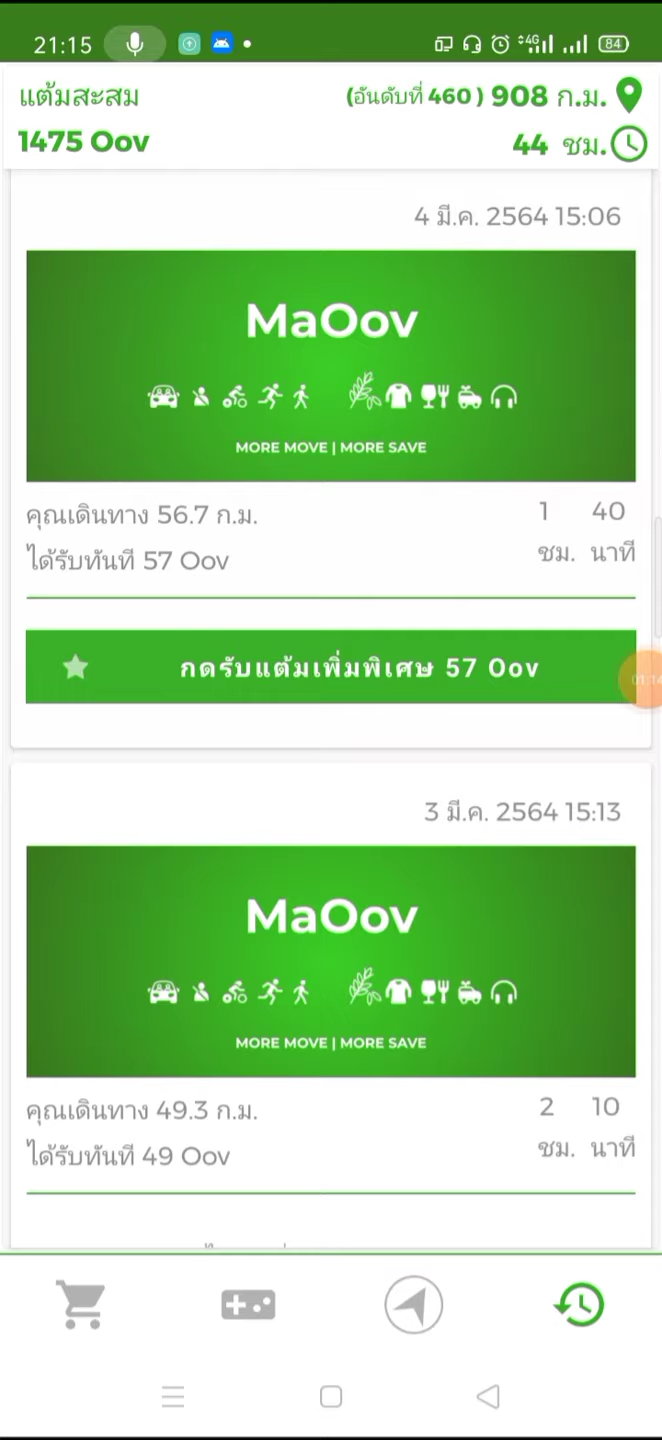 21:15 4G 84
แต้มสะสม (อันดับที่ 460 ) 908 ก.ม.
1475 Oov 44 ชม.
4 มี.ค. 2564 15:06
MaOov
MORE MOVE | MORE SAVE
คุณเดินทาง 56.7 ก.ม. 1 40
ได้รับทันที 57 Oov ชม. นาที
กดรับแต้มเพิ่มพิเศษ 57 Oov
01:14
3 มี.ค. 2564 15:13
MaOov
MORE MOVE | MORE SAVE
คุณเดินทาง 49.3 ก.ม. 2 10
ได้รับทันที 49 Oov ชม. นาที